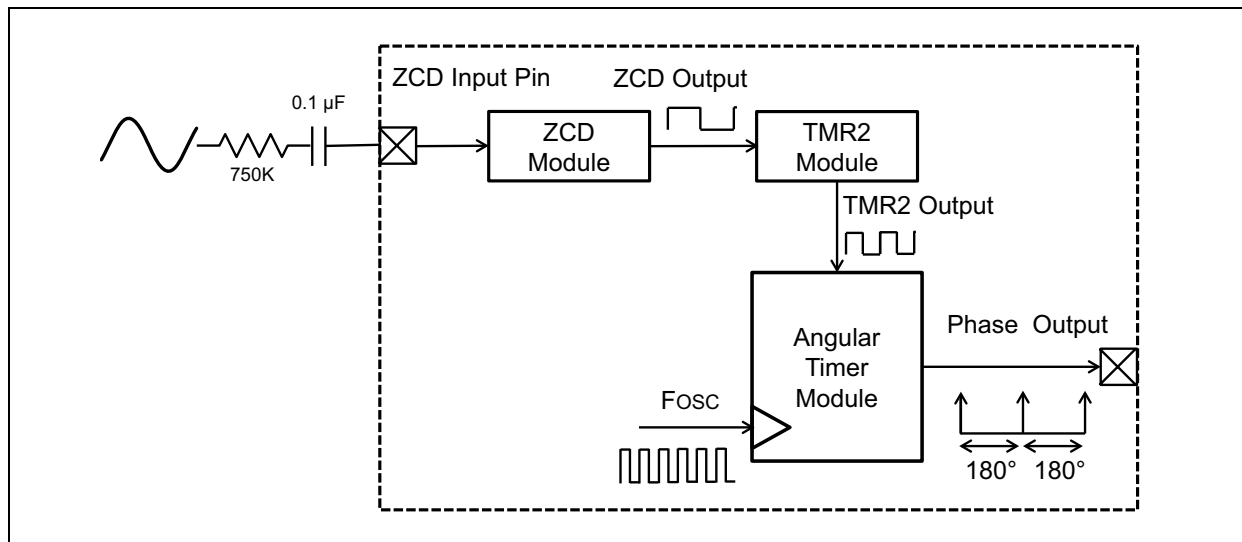 ZCD Input Pin
ZCD Output
0.1 µF
750K
ZCD
Module
TMR2
Module
TMR2 Output
Angular
Timer
Module
Phase Output
FOSC
180° 180°